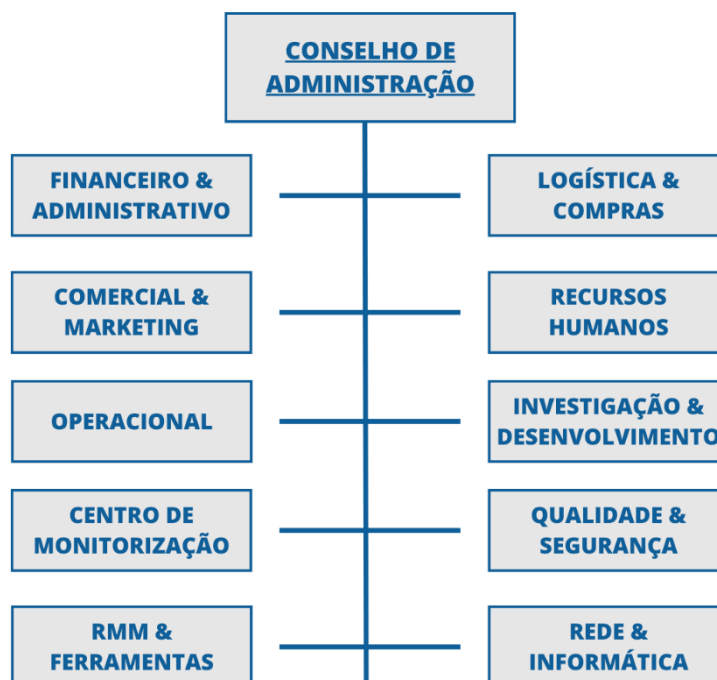 CONSELHO DE
ADMINISTRAÇÃO
FINANCEIRO &
ADMINISTRATIVO
LOGÍSTICA &
COMPRAS
COMERCIAL &
MARKETING
RECURSOS
HUMANOS
OPERACIONAL
INVESTIGAÇÃO &
DESENVOLVIMENTO
CENTRO DE
MONITORIZAÇÃO
QUALIDADE &
SEGURANÇA
RMM &
FERRAMENTAS
REDE &
INFORMÁTICA